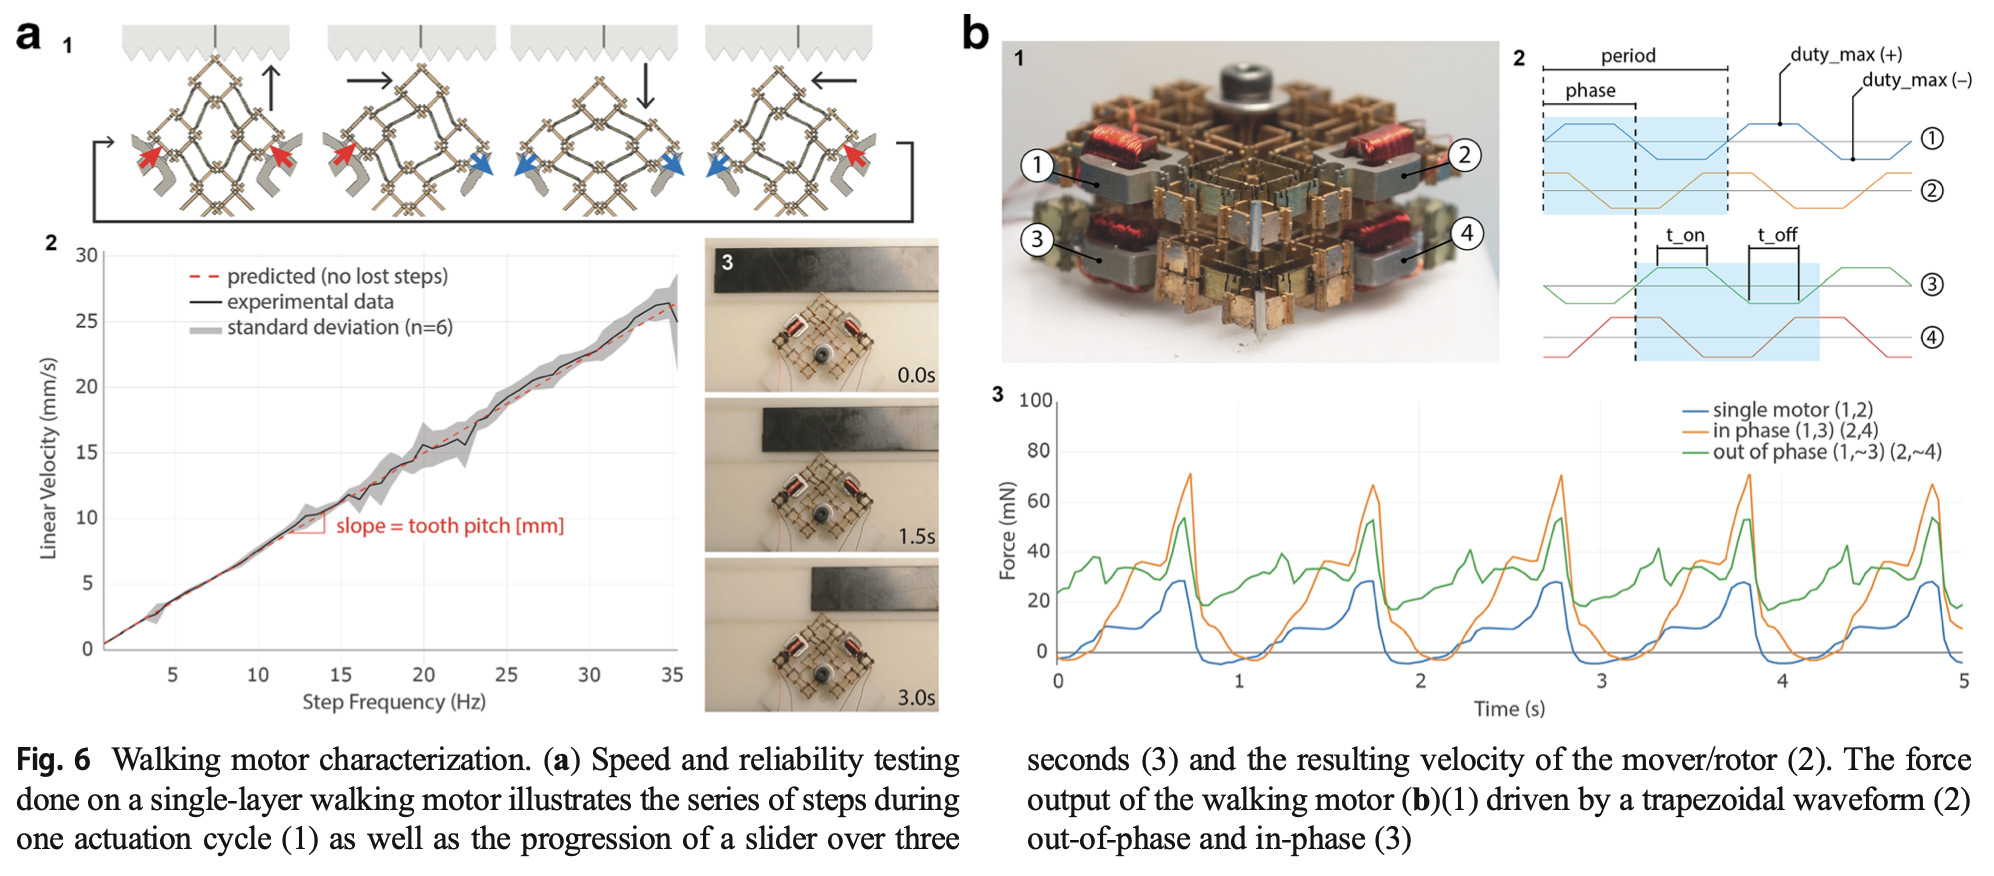 a
1
2
30
25
20
15
10
5
0
Linear Velocity (mm/s)
predicted (no lost steps)
experimental data
standard deviation (n=6)
slope = tooth pitch [mm]
5 10 15 20 25 30 35
Step Frequency (Hz)
3
0.0s
1.5s
3.0s
b
1
1
2
3
4
2
period
phase
duty_max (+)
duty_max (–)
1
2
t_on
t_off
3
4
3
100
80
60
40
20
0
Force (mN)
single motor (1,2)
in phase (1,3) (2,4)
out of phase (1,~3) (2,~4)
0 1 2 3 4 5
Time (s)
Fig. 6 Walking motor characterization. (a) Speed and reliability testing
done on a single-layer walking motor illustrates the series of steps during
one actuation cycle (1) as well as the progression of a slider over three
seconds (3) and the resulting velocity of the mover/rotor (2). The force
output of the walking motor (b)(1) driven by a trapezoidal waveform (2)
out-of-phase and in-phase (3)